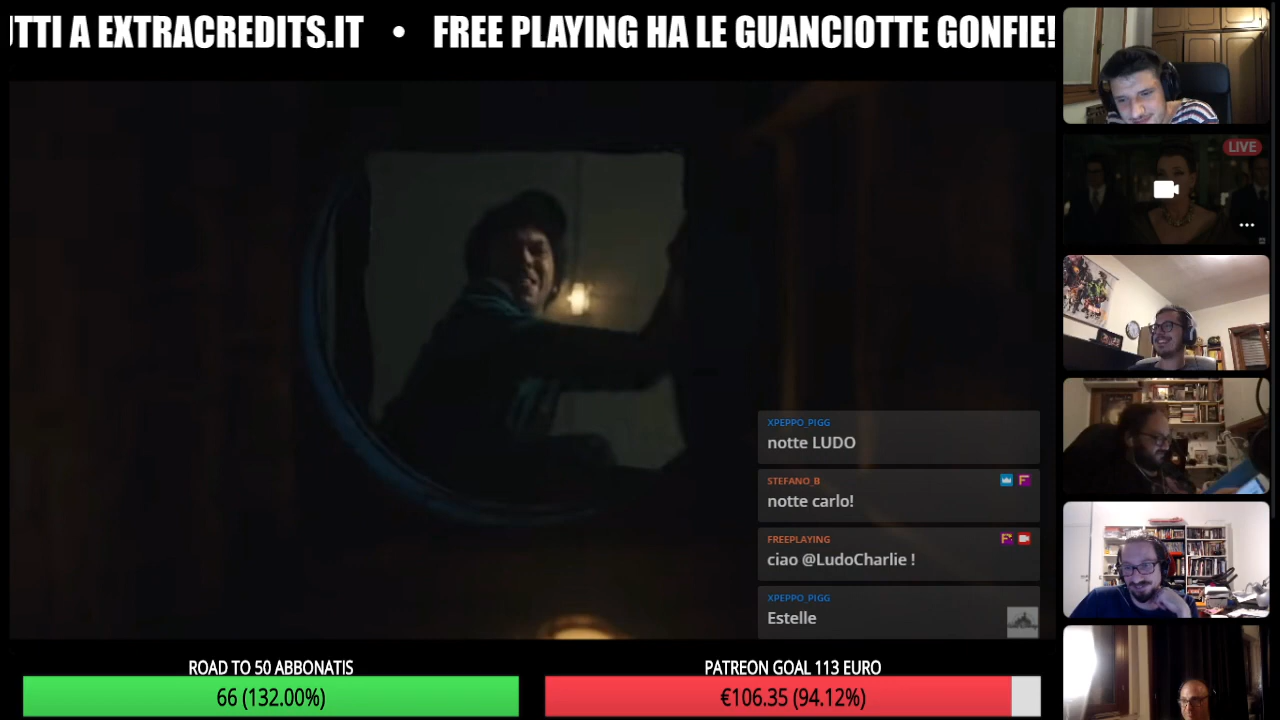 UTTI A EXTRACREDITS.IT • FREE PLAYING HA LE GUANCIOTTE GONFIE!
LIVE
XPEPPO_PIGG
notte LUDO
STEFANO_B
notte carlo!
FREEPLAYING
ciao @LudoCharlie !
XPEPPO_PIGG
Estelle
ROAD TO 50 ABBONATIS
66 (132.00%)
PATREON GOAL 113 EURO
€106.35 (94.12%)